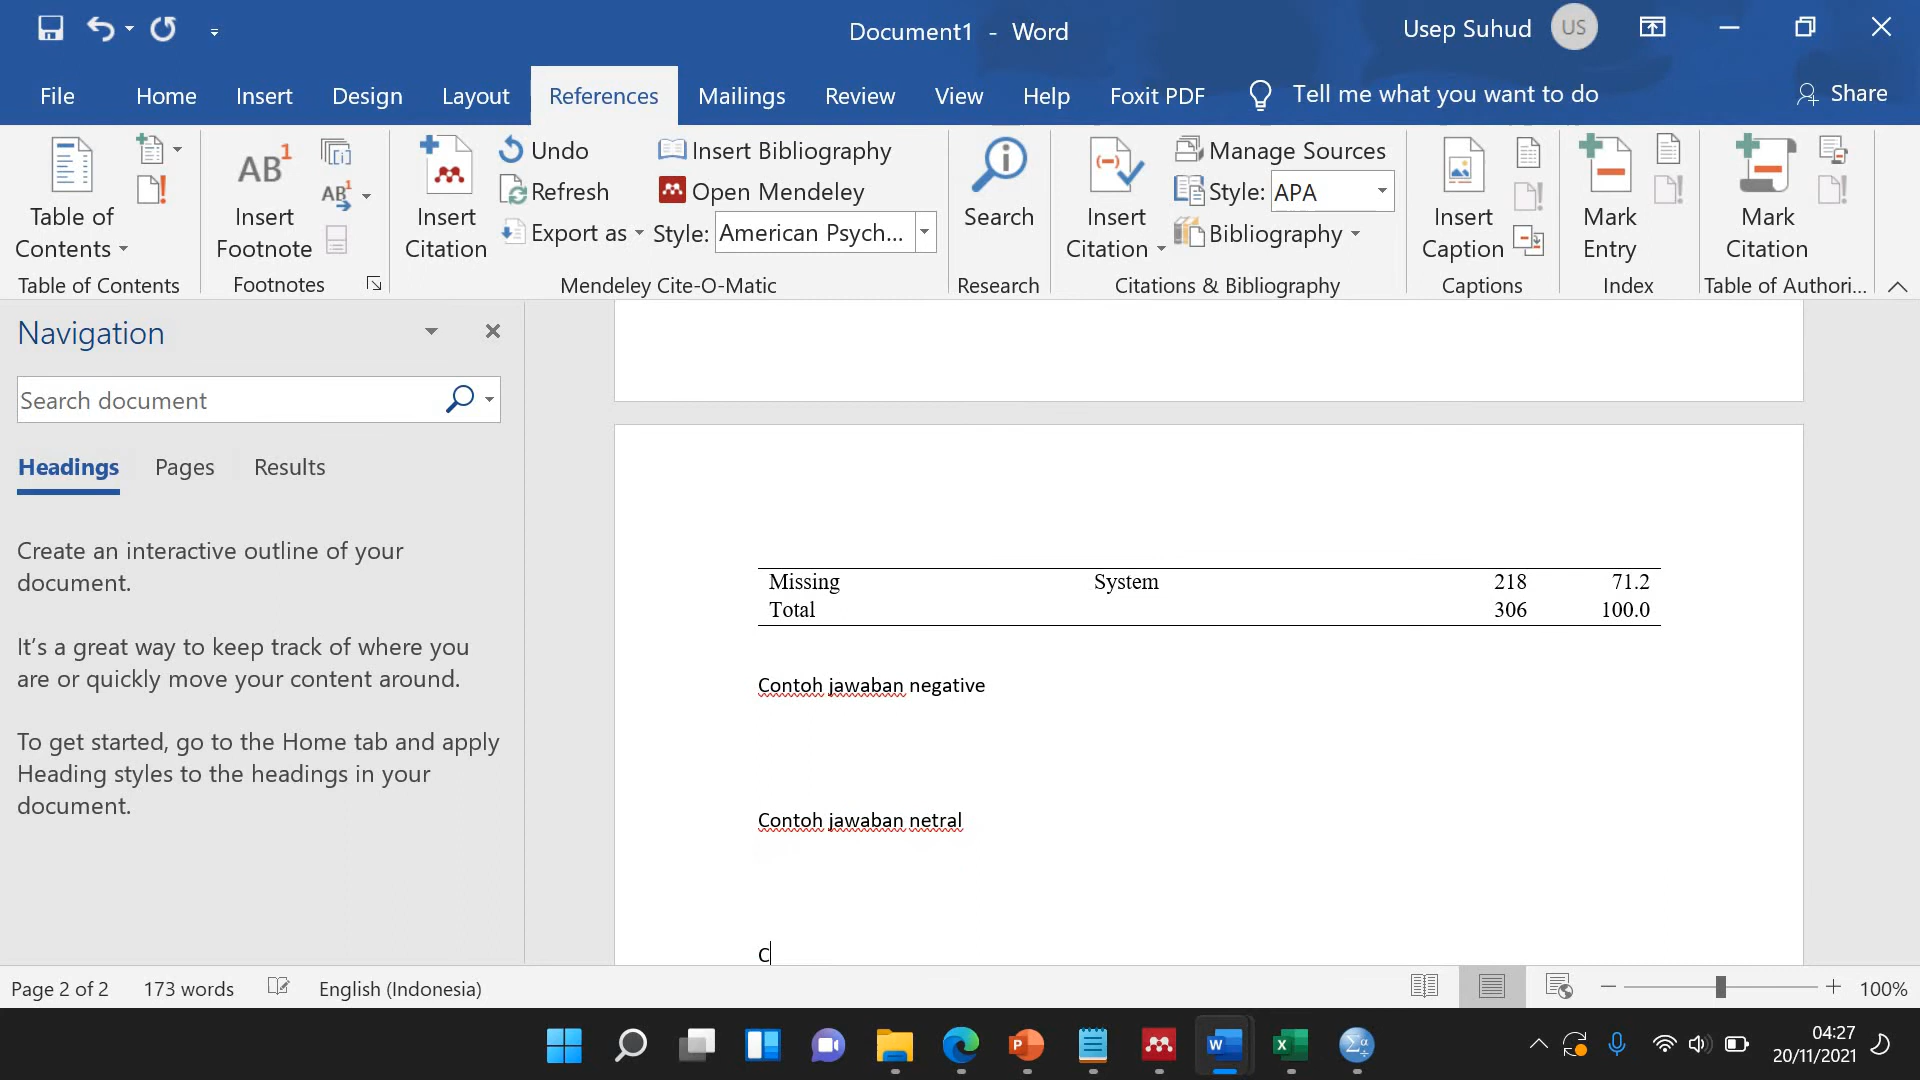 Document1 - Word
Usep Suhud
US
File
Home
Insert
Design
Layout
References
Mailings
Review
View
Help
Foxit PDF
Tell me what you want to do
Share
Table of Contents
Table of Contents
AB1
Insert Footnote
AB1
Footnotes
Insert Citation
Undo
Refresh
Export as
Insert Bibliography
Open Mendeley
Style: American Psych...
Mendeley Cite-O-Matic
Search
Research
Insert Citation
Manage Sources
Style: APA
Bibliography
Citations & Bibliography
Insert Caption
Captions
Mark Entry
Index
Mark Citation
Table of Authori...
Navigation
Search document
Headings
Pages
Results
Create an interactive outline of your
document.
It's a great way to keep track of where you
are or quickly move your content around.
To get started, go to the Home tab and apply
Heading styles to the headings in your
document.
Missing System 218 71.2
Total 306 100.0
Contoh jawaban negative
Contoh jawaban netral
C
Page 2 of 2
173 words
English (Indonesia)
100%
04:27
20/11/2021